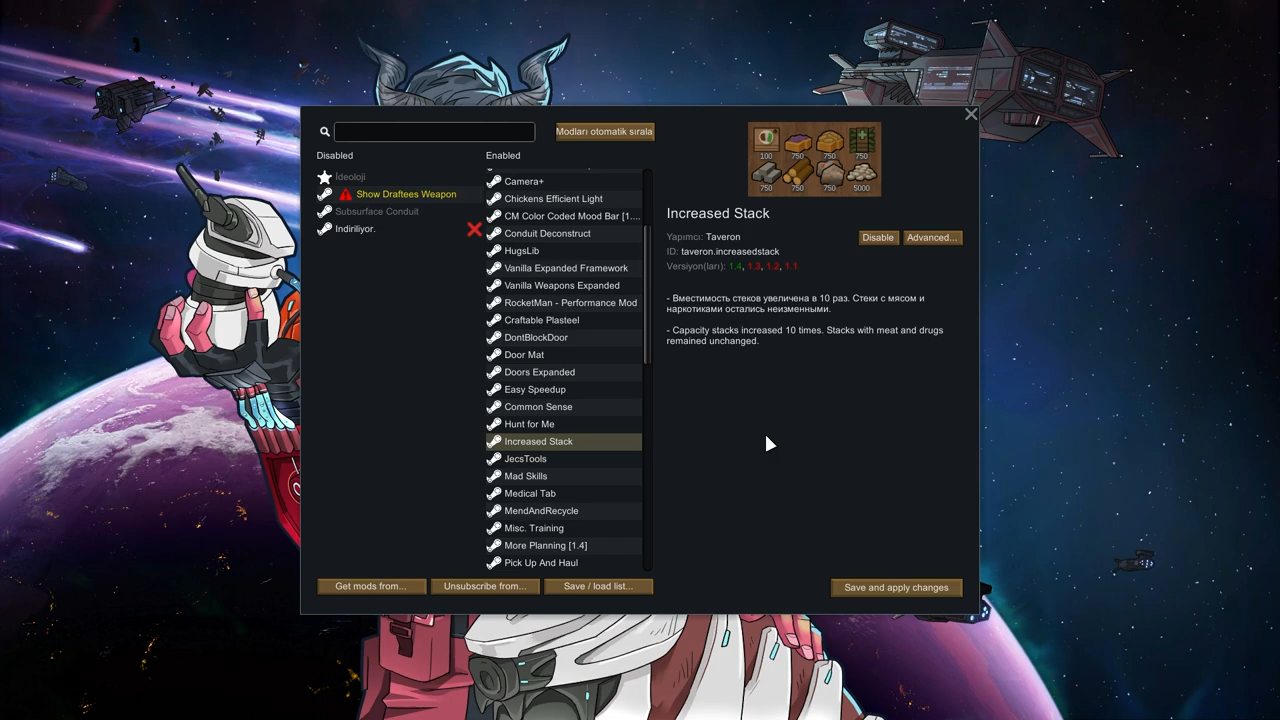 Modları otomatik sırala
Disabled
Enabled
İdeoloji
Show Draftees Weapon
Subsurface Conduit
Indiriliyor.
Camera+
Chickens Efficient Light
CM Color Coded Mood Bar [1....
Conduit Deconstruct
HugsLib
Vanilla Expanded Framework
Vanilla Weapons Expanded
RocketMan - Performance Mod
Craftable Plasteel
DontBlockDoor
Door Mat
Doors Expanded
Easy Speedup
Common Sense
Hunt for Me
Increased Stack
JecsTools
Mad Skills
Medical Tab
MendAndRecycle
Misc. Training
More Planning [1.4]
Pick Up And Haul
Get mods from...
Unsubscribe from...
Save / load list...
100 750 750 750
750 750 750 5000
Increased Stack
Yapımcı: Taveron
Disable
Advanced...
ID: taveron.increasedstack
Versiyon(ları): 1.4, 1.3, 1.2, 1.1
- Вместимость стеков увеличена в 10 раз. Стеки с мясом и
наркотиками остались неизменными.
- Capacity stacks increased 10 times. Stacks with meat and drugs
remained unchanged.
Save and apply changes